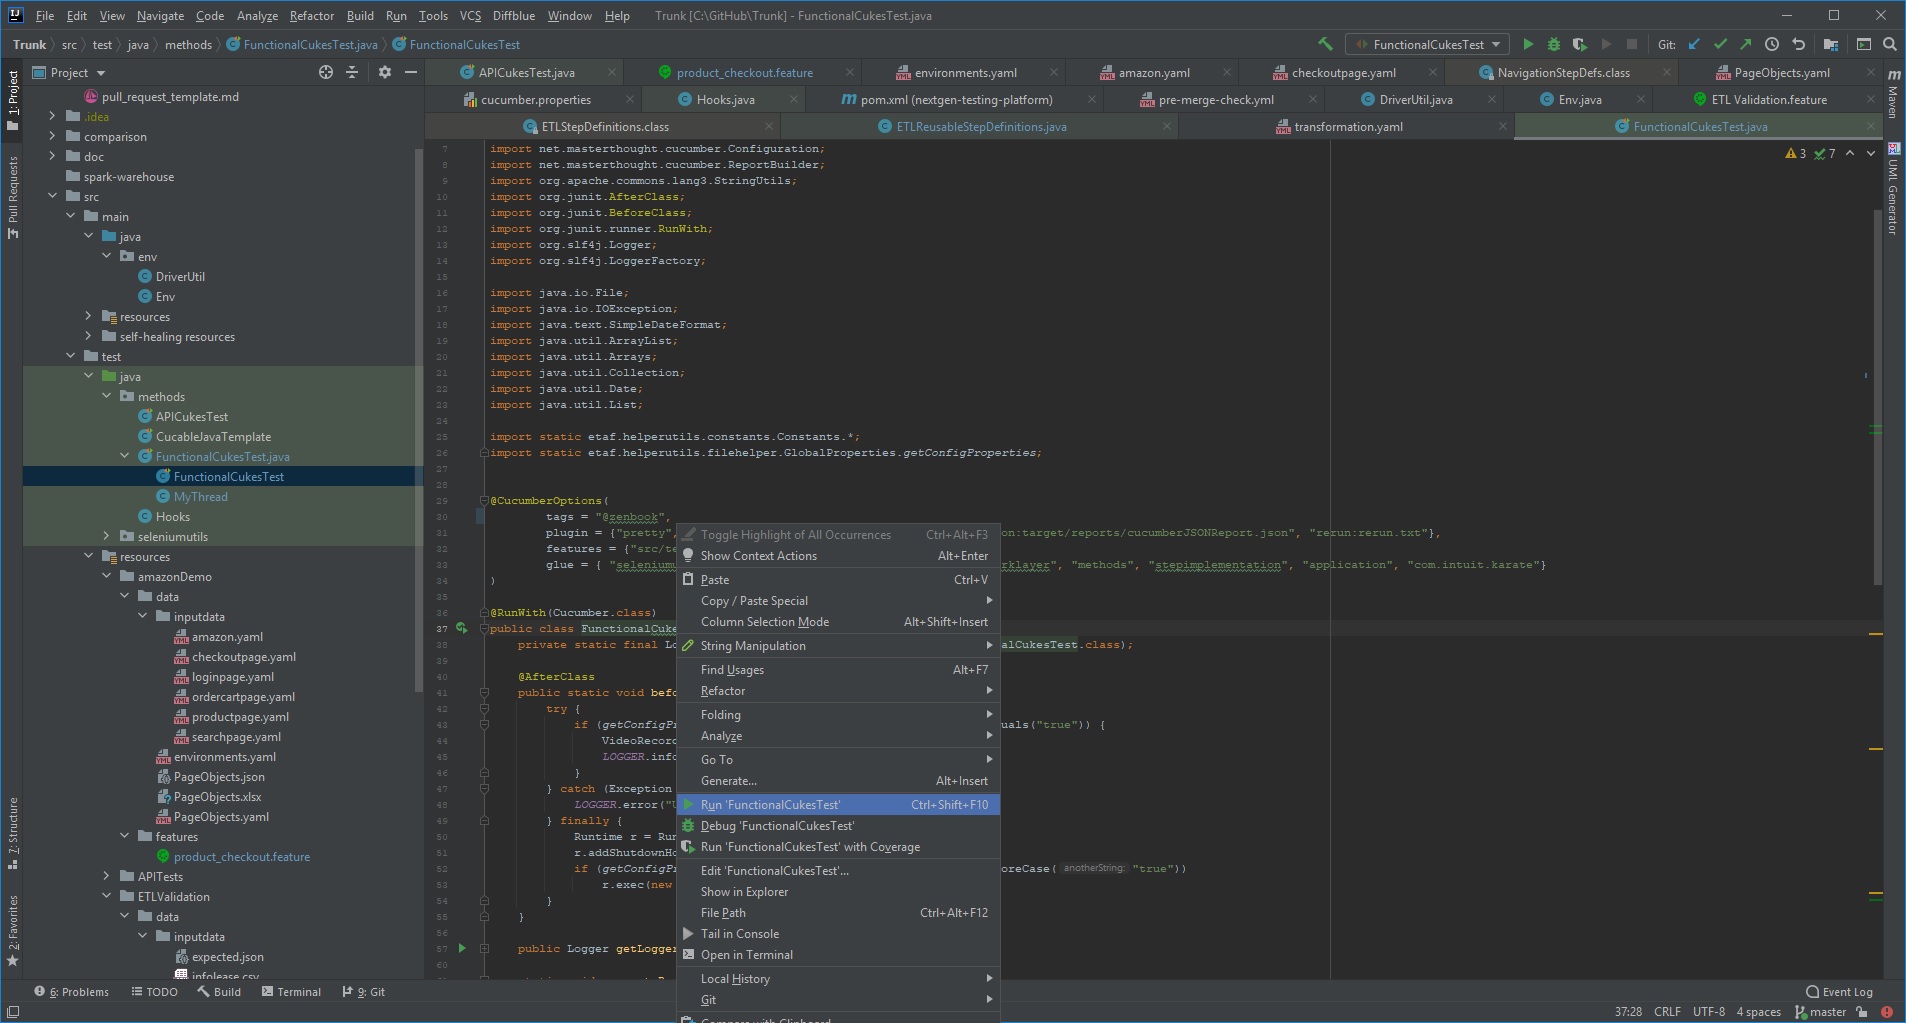 File Edit View Navigate Code Analyze Refactor Build Run Tools VCS Diffblue Window Help Trunk [C:\GitHub\Trunk] - FunctionalCukesTest.java
Trunk src test java methods FunctionalCukesTest.java FunctionalCukesTest FunctionalCukesTest Git:
Project
APICukesTest.java product_checkout.feature environments.yaml amazon.yaml checkoutpage.yaml NavigationStepDefs.class PageObjects.yaml
cucumber.properties Hooks.java pom.xml (nextgen-testing-platform) pre-merge-check.yml DriverUtil.java Env.java ETL Validation.feature
ETLStepDefinitions.class ETLReusableStepDefinitions.java transformation.yaml FunctionalCukesTest.java
1: Project
Pull Requests
7: Structure
2: Favorites
pull_request_template.md
.idea
comparison
doc
spark-warehouse
src
main
java
env
DriverUtil
Env
resources
self-healing resources
test
java
methods
APICukesTest
CucableJavaTemplate
FunctionalCukesTest.java
FunctionalCukesTest
MyThread
Hooks
seleniumutils
resources
amazonDemo
data
inputdata
amazon.yaml
checkoutpage.yaml
loginpage.yaml
ordercartpage.yaml
productpage.yaml
searchpage.yaml
environments.yaml
PageObjects.json
PageObjects.xlsx
PageObjects.yaml
features
product_checkout.feature
APITests
ETLValidation
data
inputdata
expected.json
infolease.csv
3 7
7 import net.masterthought.cucumber.Configuration;
8 import net.masterthought.cucumber.ReportBuilder;
9 import org.apache.commons.lang3.StringUtils;
10 import org.junit.AfterClass;
11 import org.junit.BeforeClass;
12 import org.junit.runner.RunWith;
13 import org.slf4j.Logger;
14 import org.slf4j.LoggerFactory;
15
16 import java.io.File;
17 import java.io.IOException;
18 import java.text.SimpleDateFormat;
19 import java.util.ArrayList;
20 import java.util.Arrays;
21 import java.util.Collection;
22 import java.util.Date;
23 import java.util.List;
24
25 import static etaf.helperutils.constants.Constants.*;
26 import static etaf.helperutils.filehelper.GlobalProperties.getConfigProperties;
27
28
29 @CucumberOptions(
30 tags = "@zenbook",
31 plugin = {"pretty", on:target/reports/cucumberJSONReport.json", "rerun:rerun.txt"},
32 features = {"src/te
33 glue = { "seleniumu rklayer", "methods", "stepimplementation", "application", "com.intuit.karate"}
34 )
35
36 @RunWith(Cucumber.class)
37 public class FunctionalCuke
38 private static final Lo alCukesTest.class);
39
40 @AfterClass
41 public static void befo
42 try {
43 if (getConfigPr uals("true")) {
44 VideoRecord
45 LOGGER.info
46 }
47 } catch (Exception
48 LOGGER.error("U
49 } finally {
50 Runtime r = Run
51 r.addShutdownHo
52 if (getConfigPr oreCase( anotherString: "true"))
53 r.exec(new
54 }
55 }
56
57 public Logger getLogger
60
Toggle Highlight of All Occurrences Ctrl+Alt+F3
Show Context Actions Alt+Enter
Paste Ctrl+V
Copy / Paste Special
Column Selection Mode Alt+Shift+Insert
String Manipulation
Find Usages Alt+F7
Refactor
Folding
Analyze
Go To
Generate... Alt+Insert
Run 'FunctionalCukesTest' Ctrl+Shift+F10
Debug 'FunctionalCukesTest'
Run 'FunctionalCukesTest' with Coverage
Edit 'FunctionalCukesTest'...
Show in Explorer
File Path Ctrl+Alt+F12
Tail in Console
Open in Terminal
Local History
Git
Compare with Clipboard
m Maven
UML Generator
6: Problems TODO Build Terminal 9: Git Event Log
37:28 CRLF UTF-8 4 spaces master